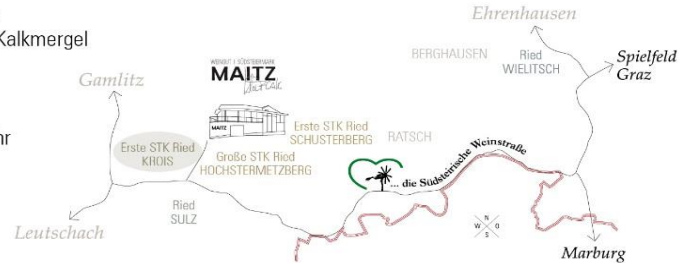 Kalkmergel
hr
Ehrenhausen
BERGHAUSEN
Ried
WIELITSCH
Spielfeld
Graz
WEINGUT I SÜDSTEIERMARK
MAITZ
Gamlitz
MAITZ
Erste STK Ried
SCHUSTERBERG
RATSCH
Erste STK Ried
KROIS
Große STK Ried
HOCHSTERMETZBERG
... die Südsteirische Weinstraße
Ried
SULZ
Leutschach
N
W O
S
Marburg